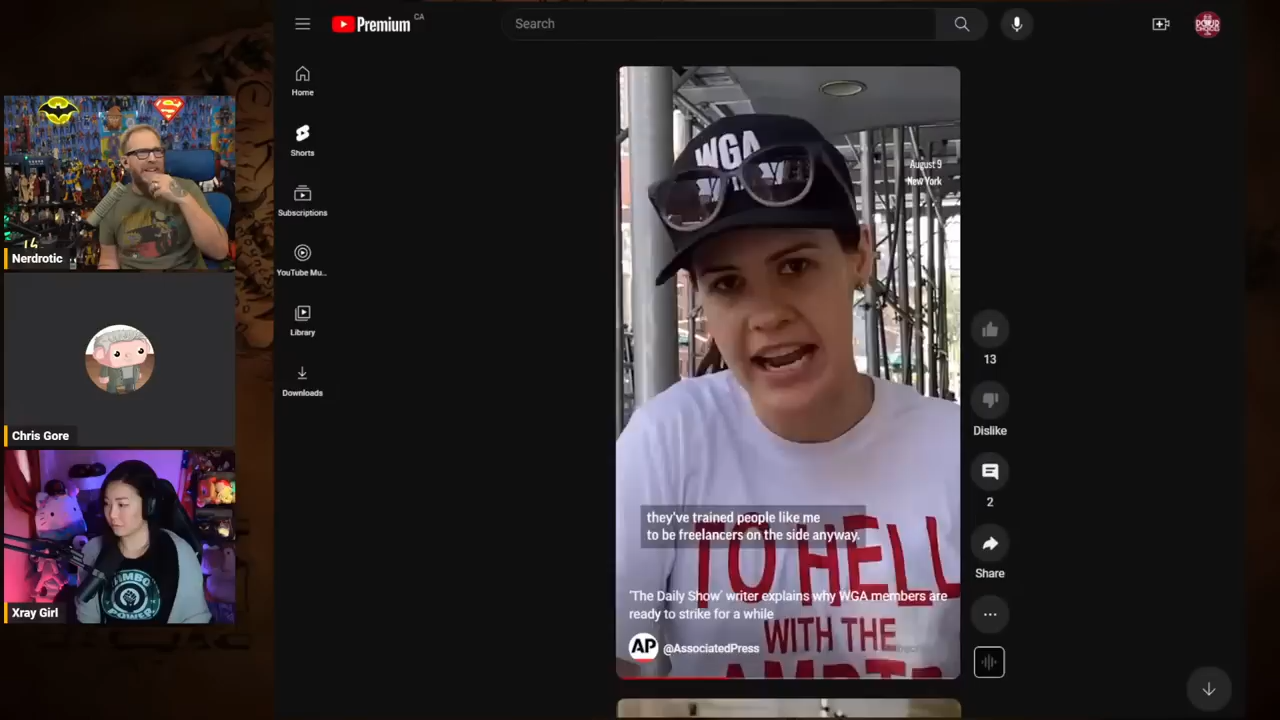 Premium CA
Search
Home
Shorts
Subscriptions
YouTube Mu...
Library
Downloads
Nerdrotic
Chris Gore
LIMBO
POWER
Xray Girl
WGA
August 9
New York
they've trained people like me
to be freelancers on the side anyway.
TO HELL
WITH THE
AMPTP
'The Daily Show' writer explains why WGA members are
ready to strike for a while
AP @AssociatedPress
13
Dislike
2
Share